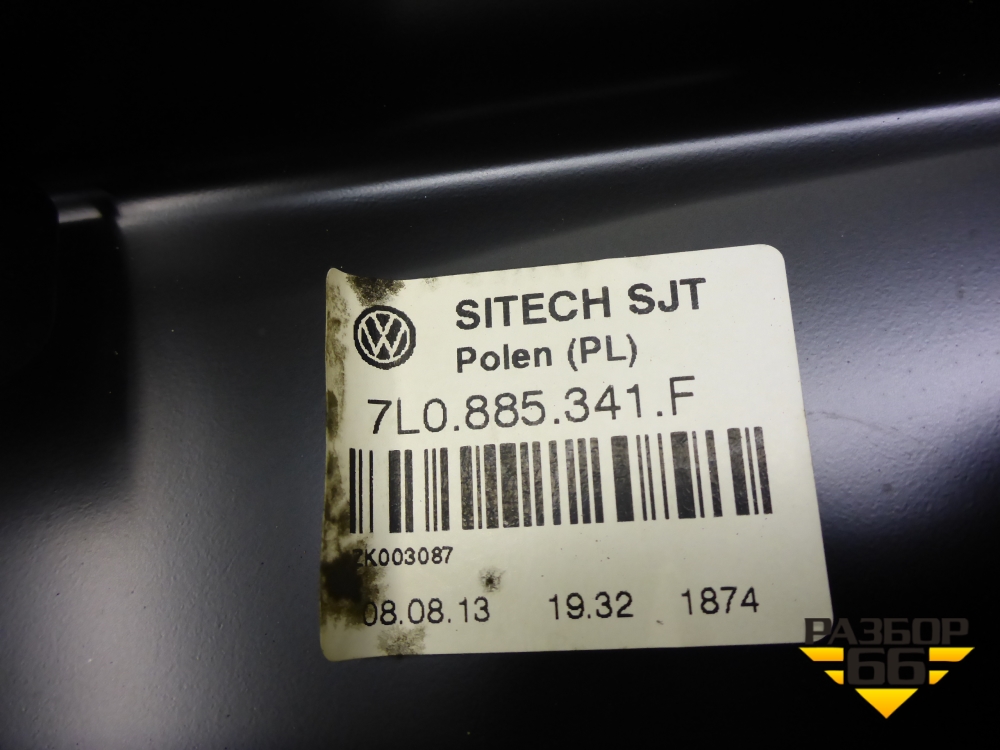 SITECH SJT
Polen (PL)
7L0.885.341.F
ZK003087
08.08.13 19.32 1874
РАЗБОР
66